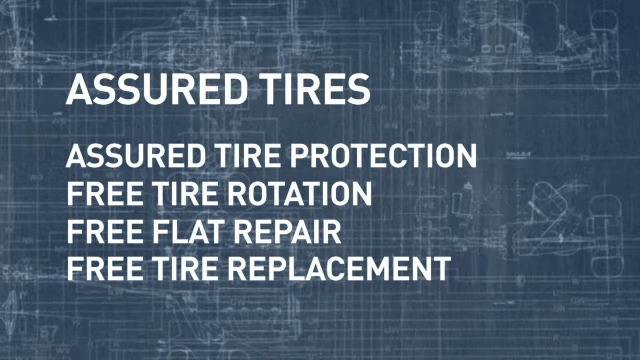 ASSURED TIRES
ASSURED TIRE PROTECTION
FREE TIRE ROTATION
FREE FLAT REPAIR
FREE TIRE REPLACEMENT